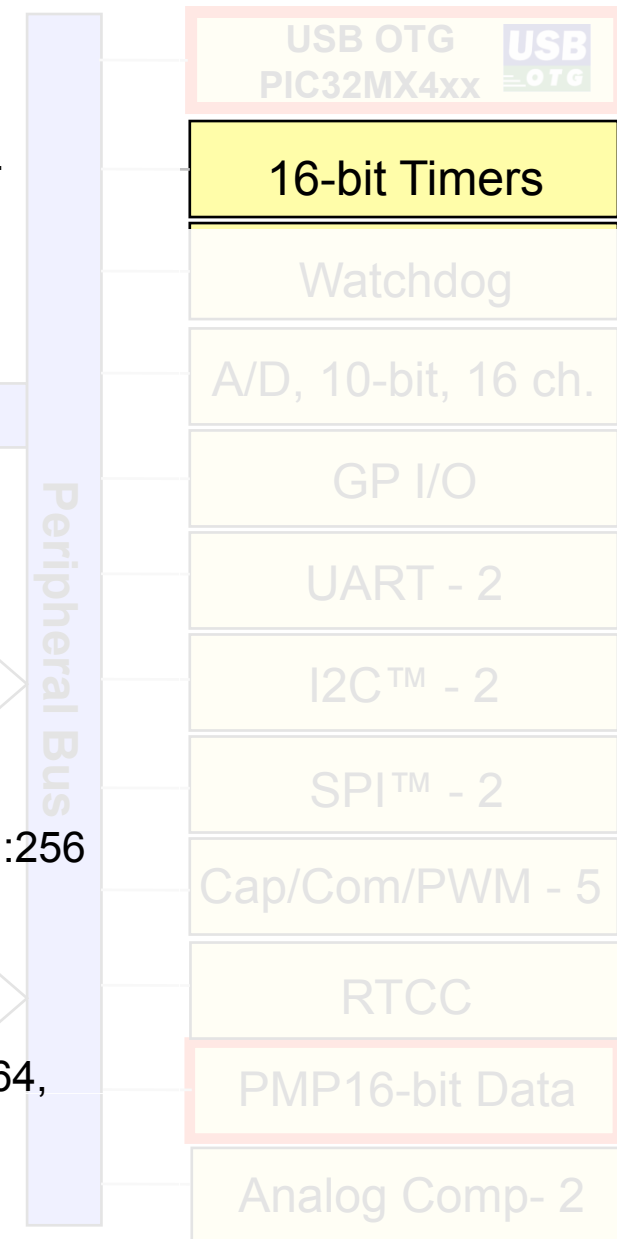 USB OTG
PIC32MX4xx
USB
OTG
16-bit Timers
Watchdog
A/D, 10-bit, 16 ch.
GP I/O
Peripheral Bus
UART - 2
I2C™ - 2
SPI™ - 2
:256
Cap/Com/PWM - 5
RTCC
64,
PMP16-bit Data
Analog Comp- 2